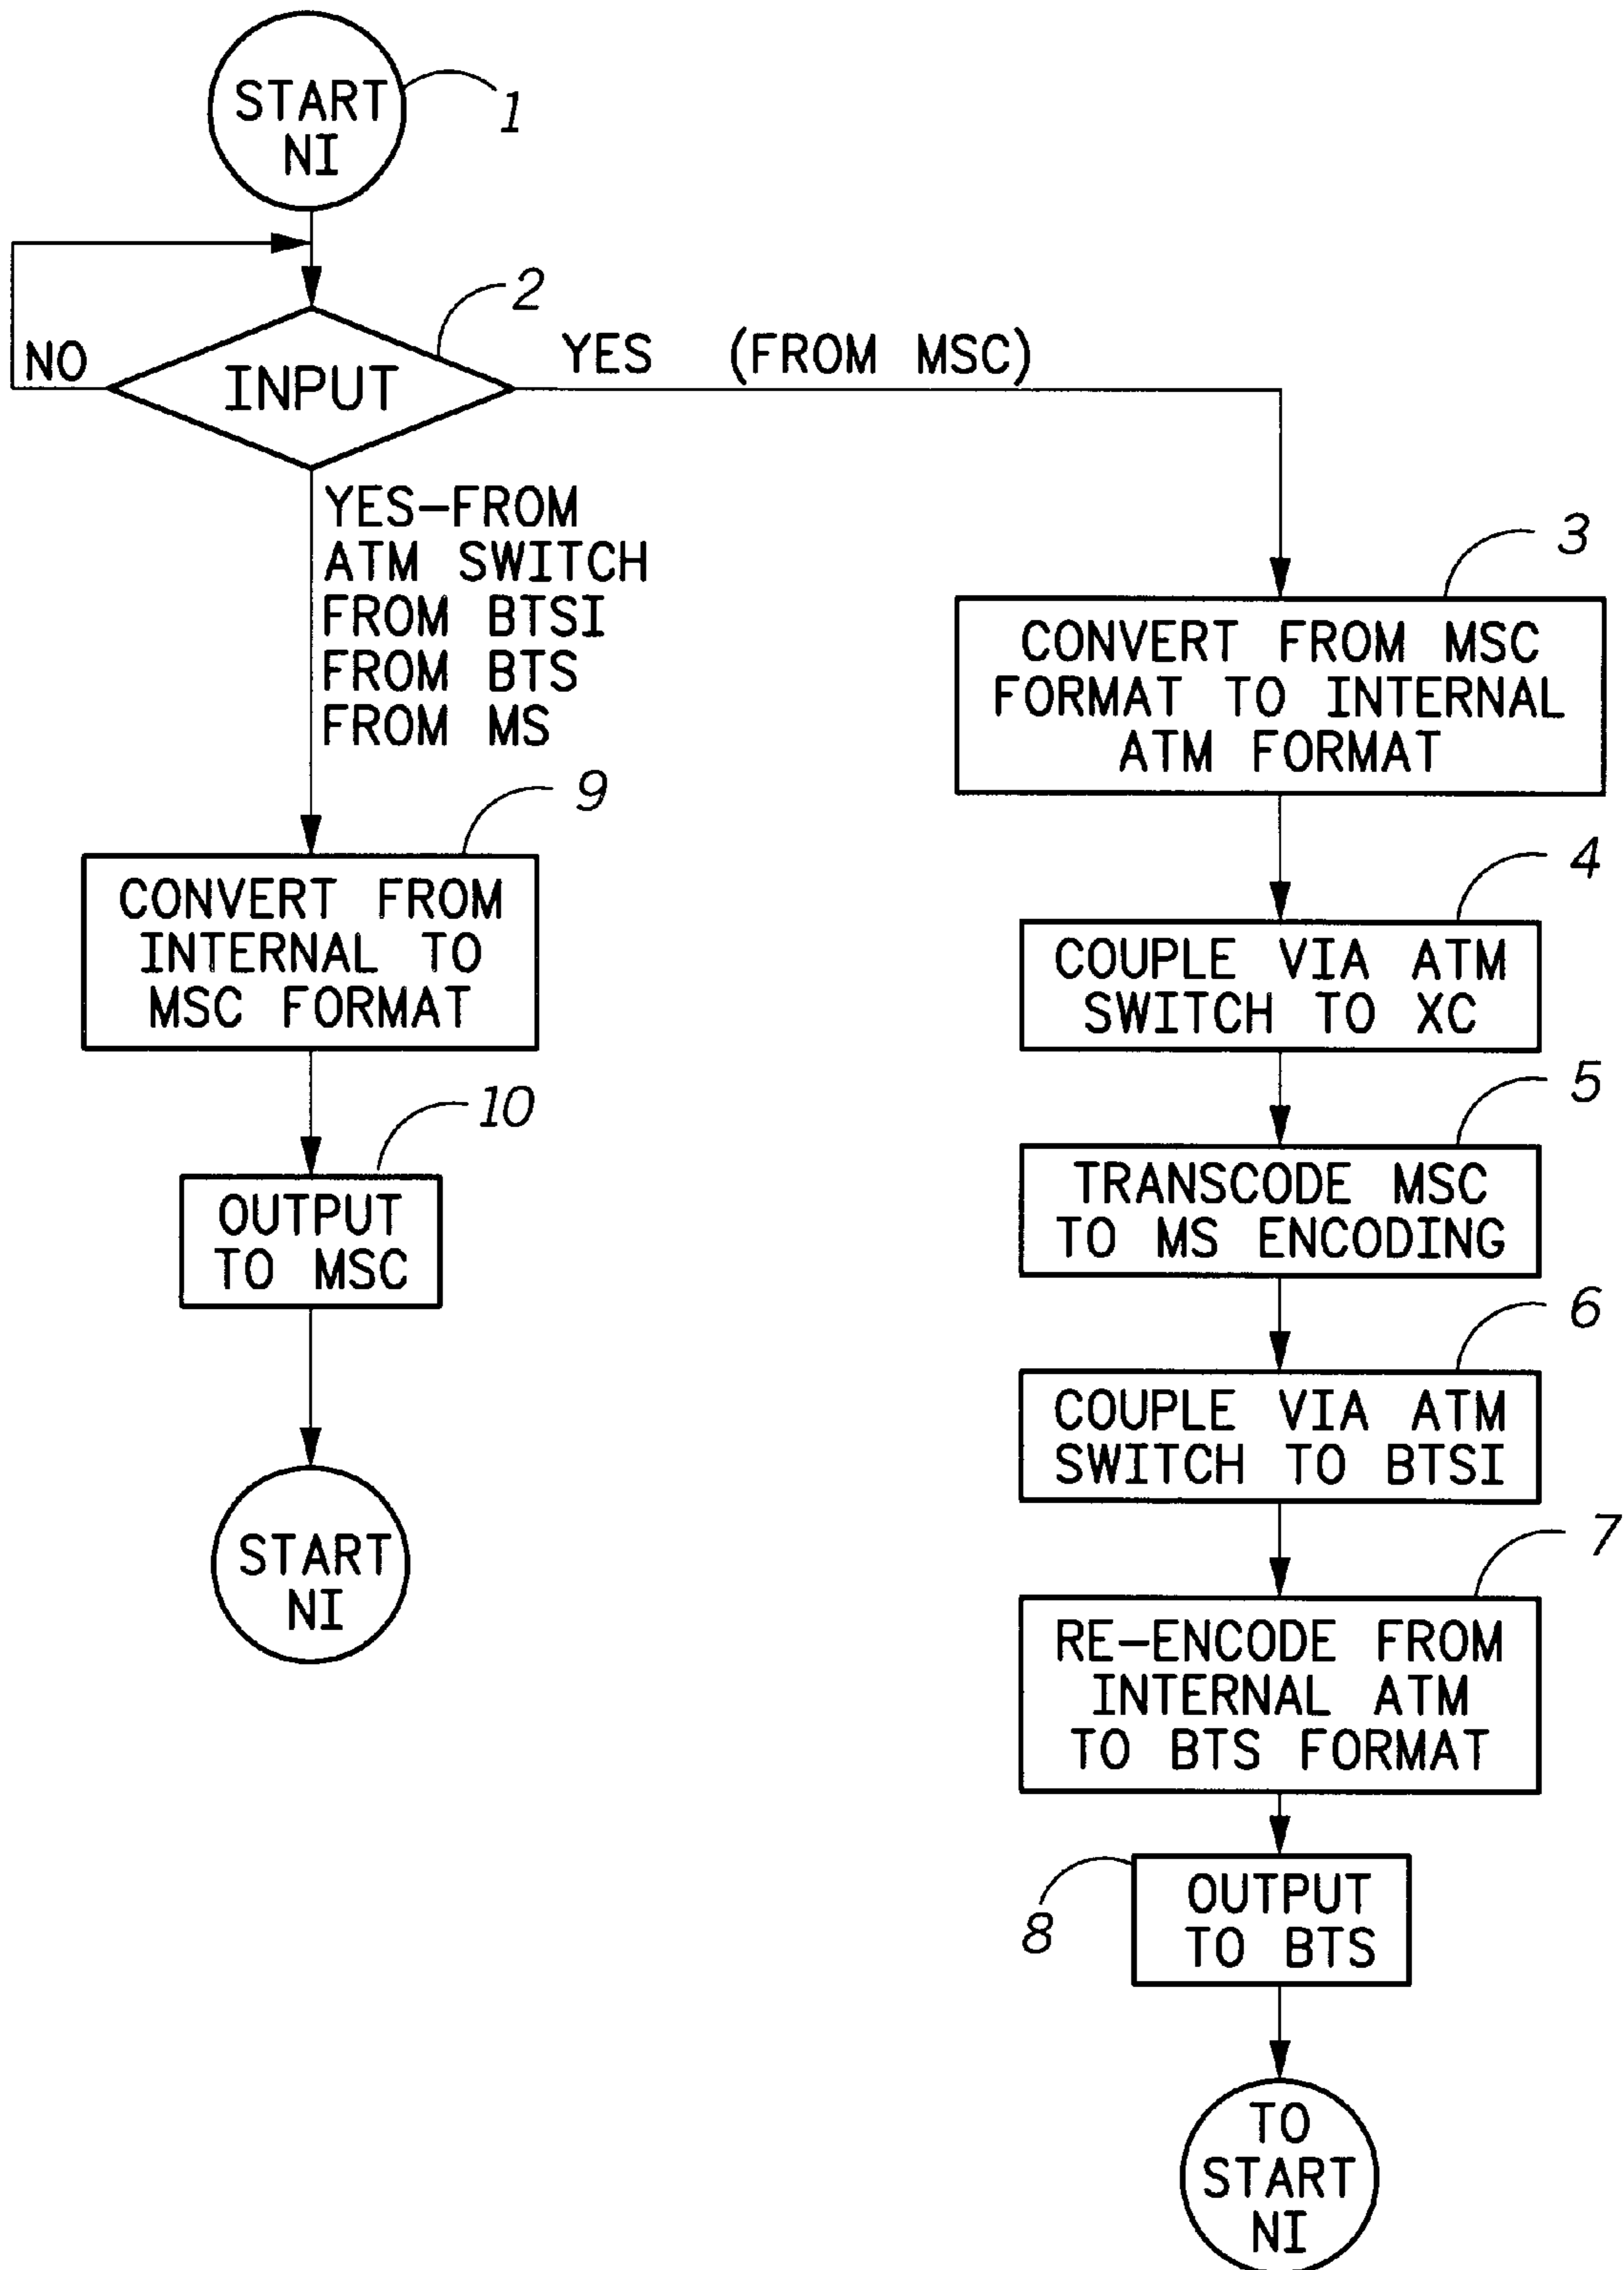 START
NI
1
2
NO
INPUT
YES (FROM MSC)
YES-FROM
ATM SWITCH
FROM BTSI
FROM BTS
FROM MS
3
CONVERT FROM MSC
FORMAT TO INTERNAL
ATM FORMAT
4
COUPLE VIA ATM
SWITCH TO XC
5
TRANSCODE MSC
TO MS ENCODING
6
COUPLE VIA ATM
SWITCH TO BTSI
7
RE-ENCODE FROM
INTERNAL ATM
TO BTS FORMAT
8
OUTPUT
TO BTS
TO
START
NI
9
CONVERT FROM
INTERNAL TO
MSC FORMAT
10
OUTPUT
TO MSC
START
NI